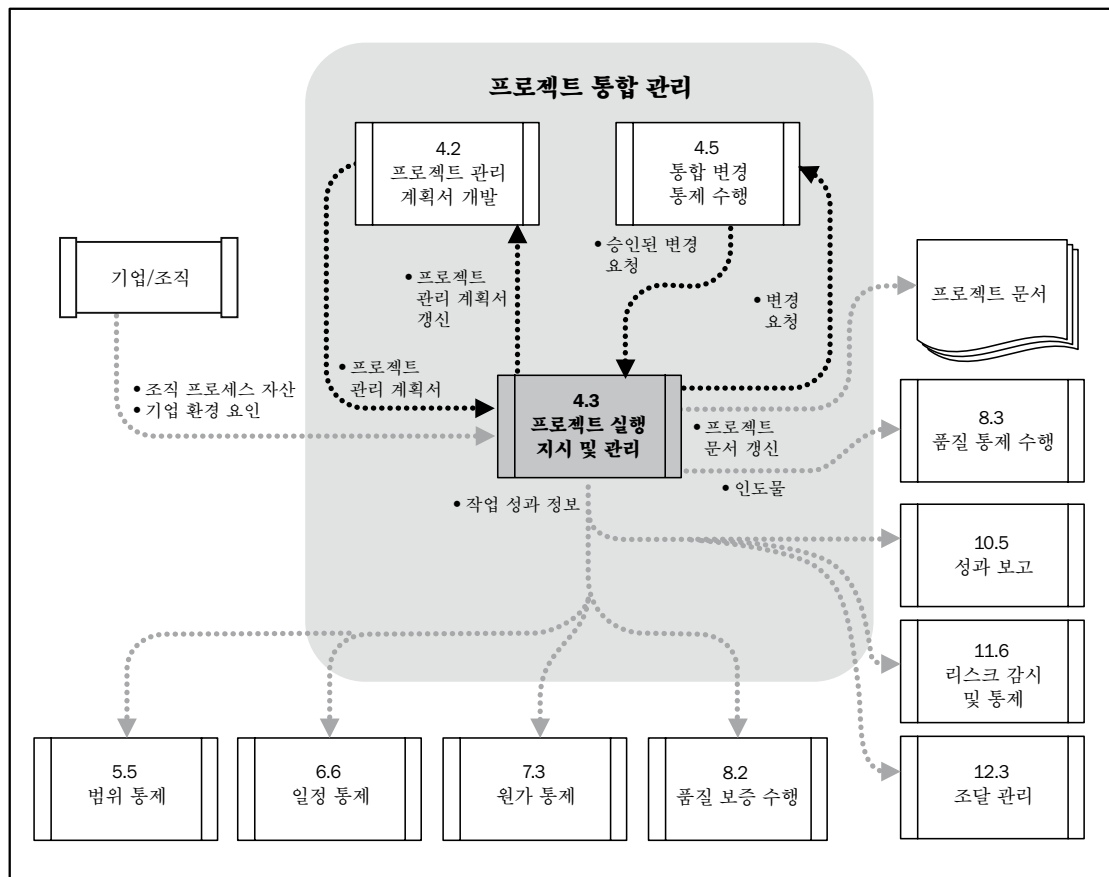 프로젝트 통합 관리
4.2
프로젝트 관리
계획서 개발
4.5
통합 변경
통제 수행
기업/조직
• 승인된 변경
요청
• 프로젝트
관리 계획서
갱신
• 변경
요청
프로젝트 문서
• 프로젝트
관리 계획서
• 조직 프로세스 자산
• 기업 환경 요인
4.3
프로젝트 실행
지시 및 관리
• 프로젝트
문서 갱신
8.3
품질 통제 수행
• 인도물
• 작업 성과 정보
10.5
성과 보고
11.6
리스크 감시
및 통제
5.5
범위 통제
6.6
일정 통제
7.3
원가 통제
8.2
품질 보증 수행
12.3
조달 관리